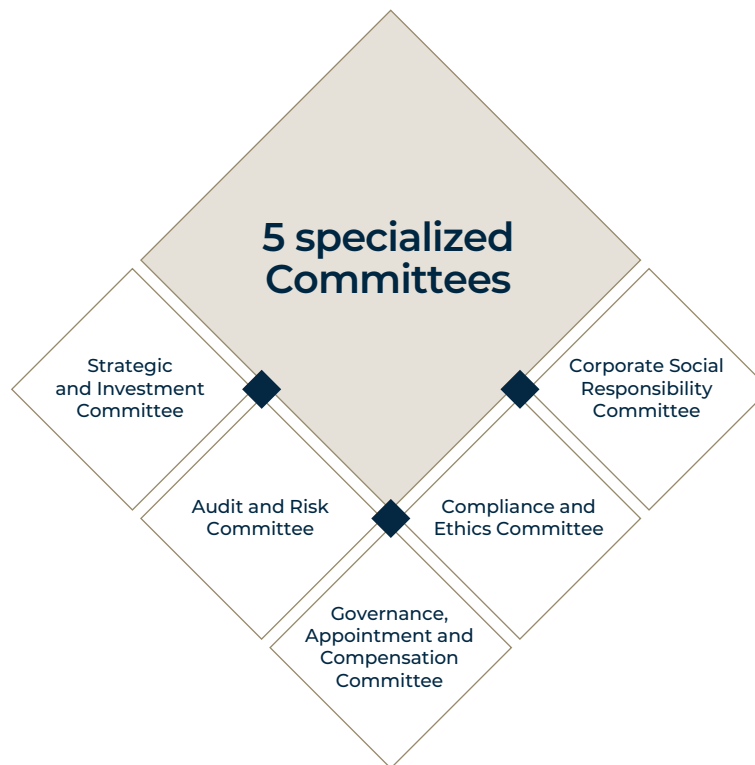 5 specialized
Committees
Strategic
and Investment
Committee
Corporate Social
Responsibility
Committee
Audit and Risk
Committee
Compliance and
Ethics Committee
Governance,
Appointment and
Compensation
Committee